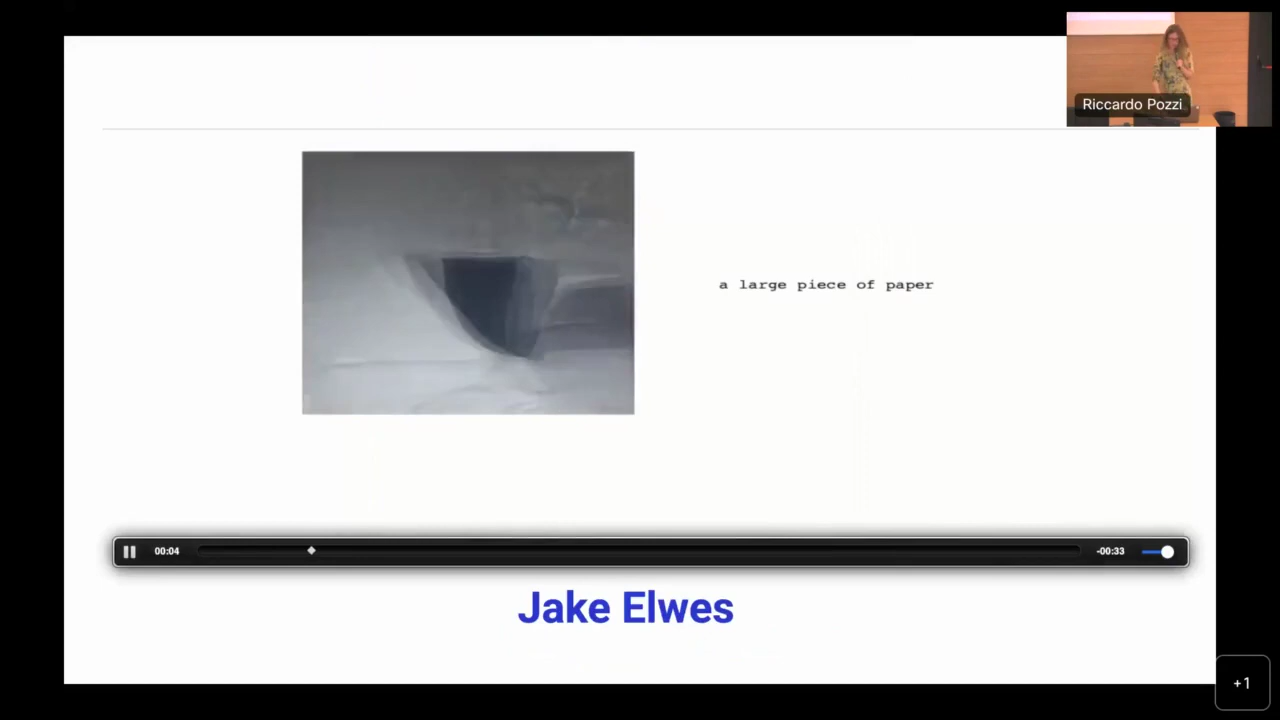 Riccardo Pozzi
a large piece of paper
00:04
-00:33
Jake Elwes
+1